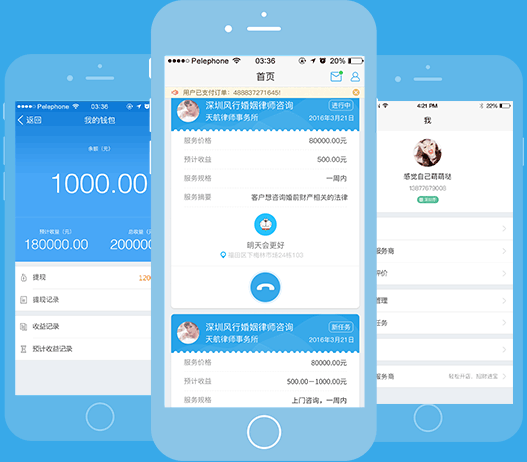 Pelephone
03:36
返回
我的钱包
余额（元）
1000.00
预计收益（元）
180000.00
总收益（元）
200000
提现
提现记录
收益记录
预计收益记录
Pelephone
03:36
20%
首页
用户已支付订单：488837271645!
深圳风行婚姻律师咨询
进行中
天航律师事务所
2016年3月21日
服务价格
80000.00元
预计收益
500.00元
服务规格
一周内
服务摘要
客户想咨询婚前财产相关的法律
明天会更好
福田区下梅林市场24栋103
深圳风行婚姻律师咨询
新任务
天航律师事务所
2016年3月21日
服务价格
80000.00元
预计收益
500.00－1000.00元
服务规格
上门咨询，一周内
4:21 PM
22%
我
感觉自己萌萌哒
13877679003
服务商
评价
管理
任务
服务商